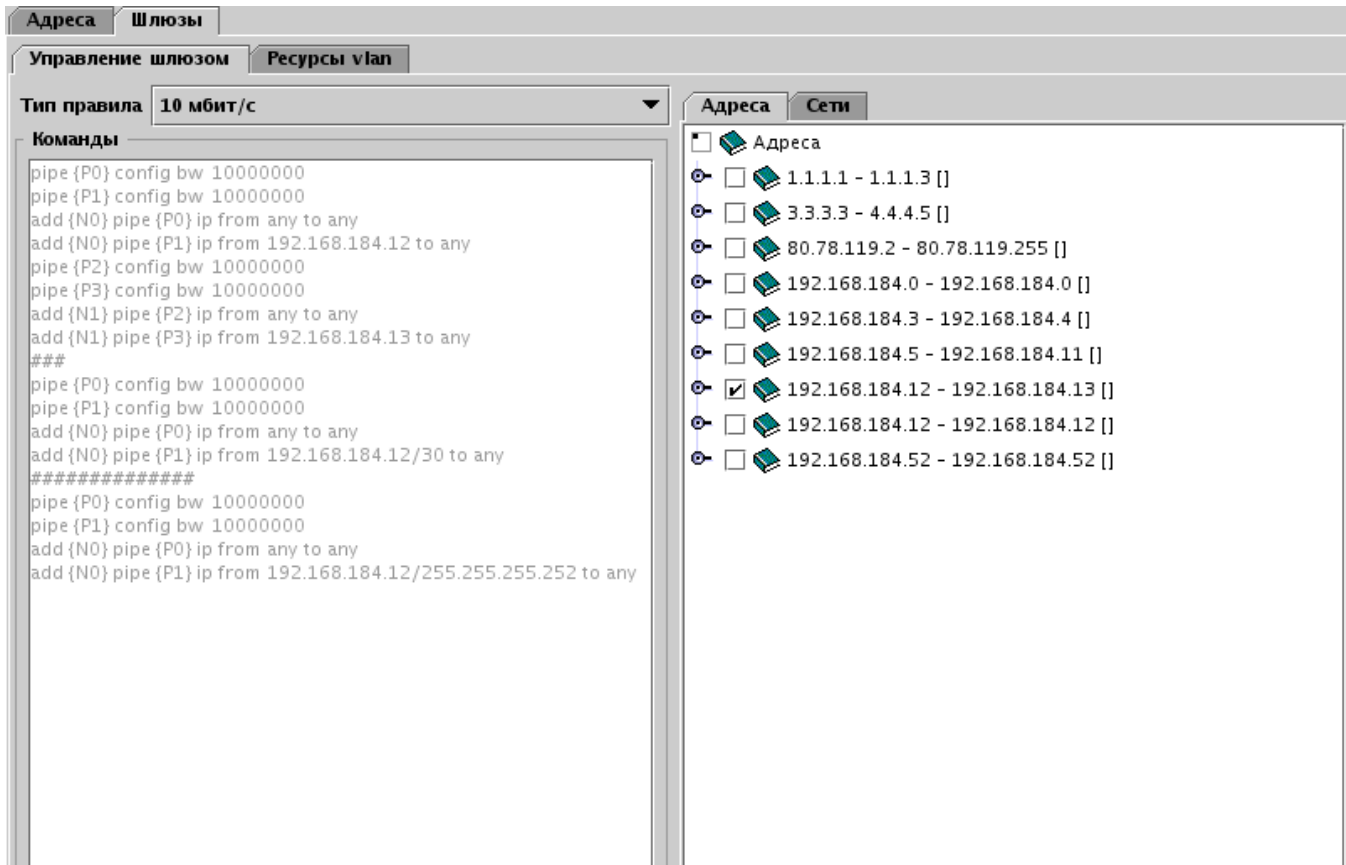 Адреса Шлюзы
Управление шлюзом Ресурсы vlan
Тип правила 10 мбит/с
Команды
pipe {P0} config bw 10000000
pipe {P1} config bw 10000000
add {N0} pipe {P0} ip from any to any
add {N0} pipe {P1} ip from 192.168.184.12 to any
pipe {P2} config bw 10000000
pipe {P3} config bw 10000000
add {N1} pipe {P2} ip from any to any
add {N1} pipe {P3} ip from 192.168.184.13 to any
###
pipe {P0} config bw 10000000
pipe {P1} config bw 10000000
add {N0} pipe {P0} ip from any to any
add {N0} pipe {P1} ip from 192.168.184.12/30 to any
##############
pipe {P0} config bw 10000000
pipe {P1} config bw 10000000
add {N0} pipe {P0} ip from any to any
add {N0} pipe {P1} ip from 192.168.184.12/255.255.255.252 to any
Адреса Сети
Адреса
1.1.1.1 - 1.1.1.3 []
3.3.3.3 - 4.4.4.5 []
80.78.119.2 - 80.78.119.255 []
192.168.184.0 - 192.168.184.0 []
192.168.184.3 - 192.168.184.4 []
192.168.184.5 - 192.168.184.11 []
192.168.184.12 - 192.168.184.13 []
192.168.184.12 - 192.168.184.12 []
192.168.184.52 - 192.168.184.52 []